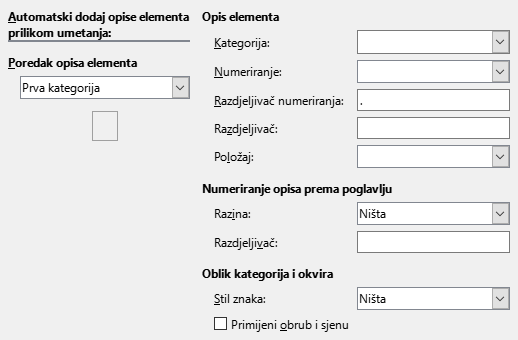 Automatski dodaj opise elementa
prilikom umetanja:
Poredak opisa elementa
Prva kategorija
Opis elementa
Kategorija:
Numeriranje:
Razdjeljivač numeriranja: .
Razdjeljivač:
Položaj:
Numeriranje opisa prema poglavlju
Razina: Ništa
Razdjeljivač:
Oblik kategorija i okvira
Stil znaka: Ništa
Primijeni obrub i sjenu